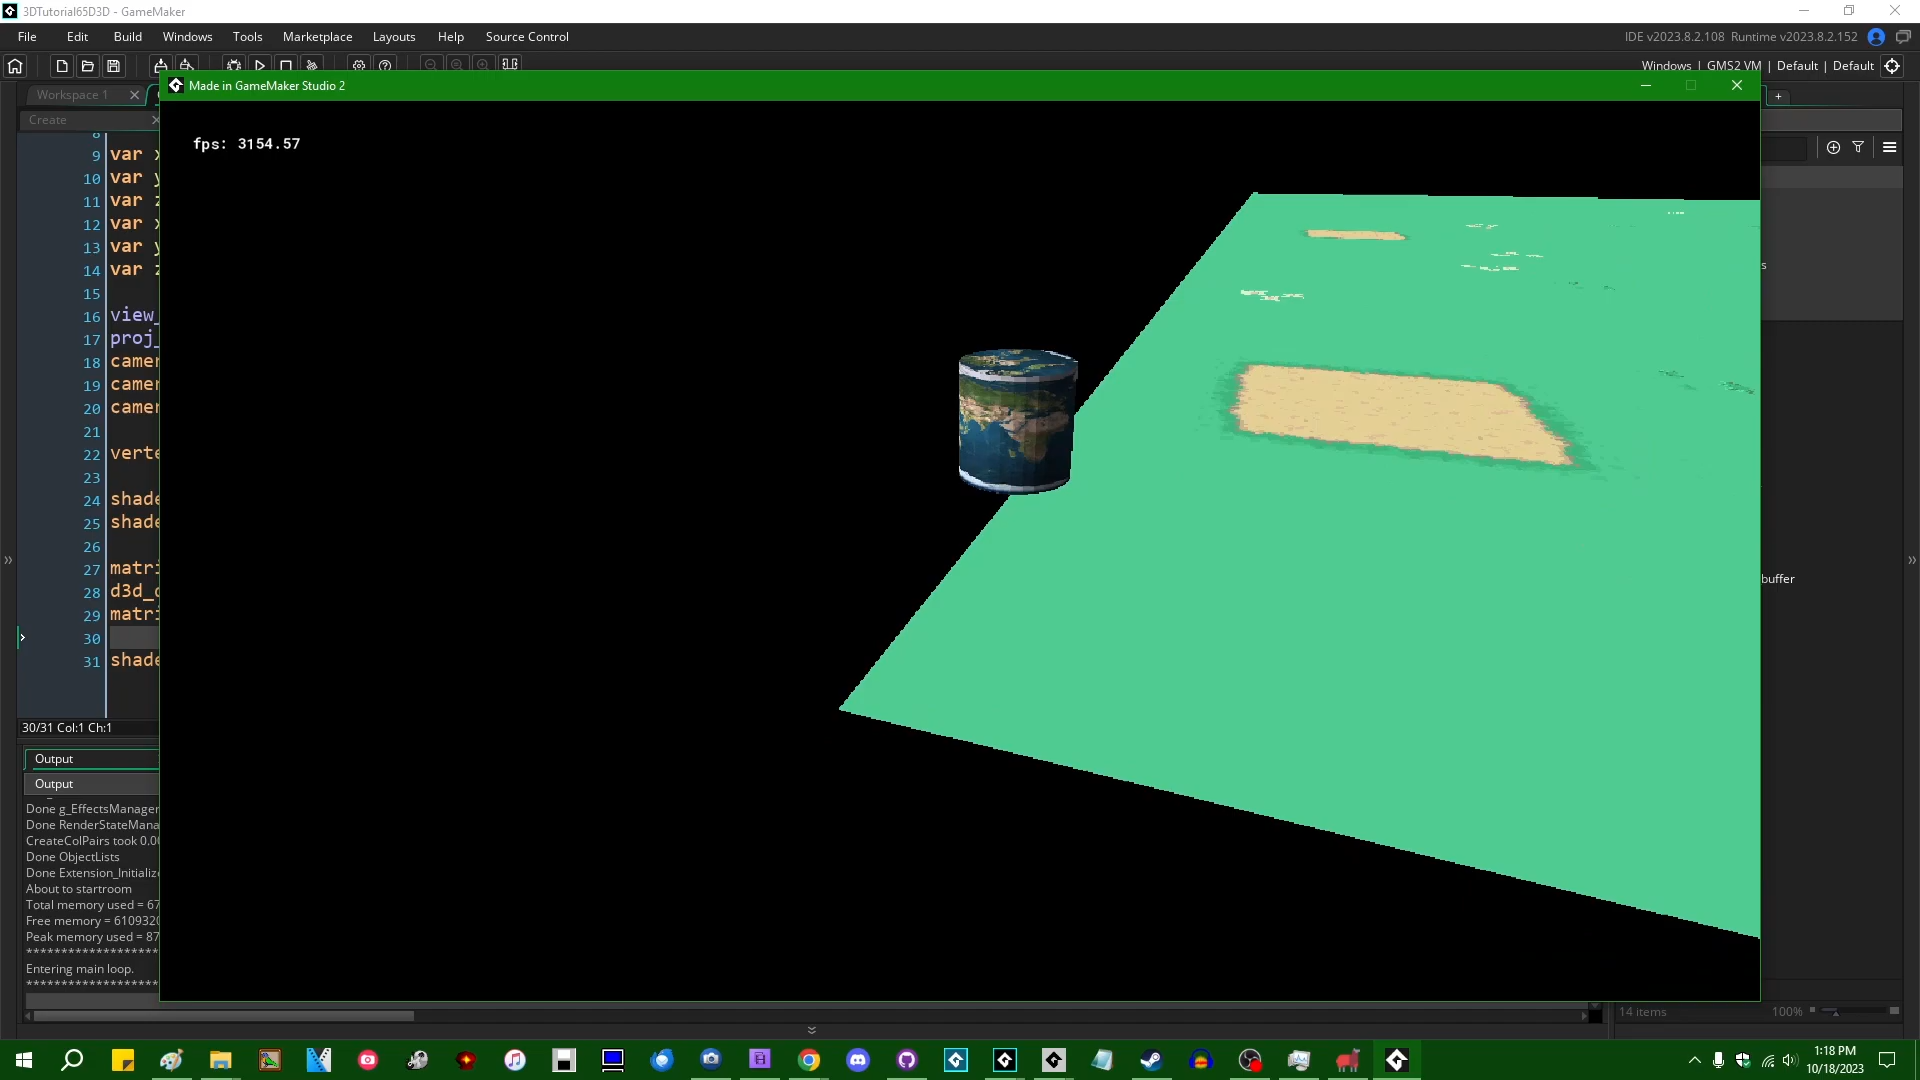 3DTutorial65D3D - GameMaker
File Edit Build Windows Tools Marketplace Layouts Help Source Control
IDE v2023.8.2.108 Runtime v2023.8.2.152
Windows | GMS2 VM | Default | Default
Made in GameMaker Studio 2
Workspace 1
Create
fps: 3154.57
8
9 var
10 var
11 var
12 var
13 var
14 var
15
16 view_
17 proj_
18 camer
19 camer
20 camer
21
22 verte
23
24 shade
25 shade
26
27 matri
28 d3d_
29 matri
30
31 shade
s
buffer
30/31 Col:1 Ch:1
Output
Output
Done g_EffectsManager
Done RenderStateMana
CreateColPairs took 0.00
Done ObjectLists
Done Extension_Initializ
About to startroom
Total memory used = 67
Free memory = 6109320
Peak memory used = 87
********************
Entering main loop.
********************
14 items 100%
1:18 PM
10/18/2023